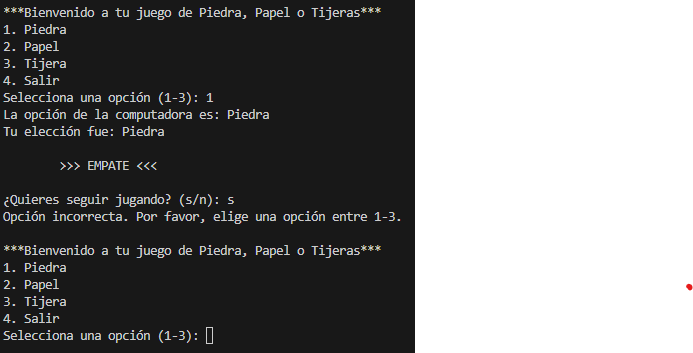 ***Bienvenido a tu juego de Piedra, Papel o Tijeras***
1. Piedra
2. Papel
3. Tijera
4. Salir
Selecciona una opción (1-3): 1
La opción de la computadora es: Piedra
Tu elección fue: Piedra
>>> EMPATE <<<
¿Quieres seguir jugando? (s/n): s
Opción incorrecta. Por favor, elige una opción entre 1-3.
***Bienvenido a tu juego de Piedra, Papel o Tijeras***
1. Piedra
2. Papel
3. Tijera
4. Salir
Selecciona una opción (1-3):